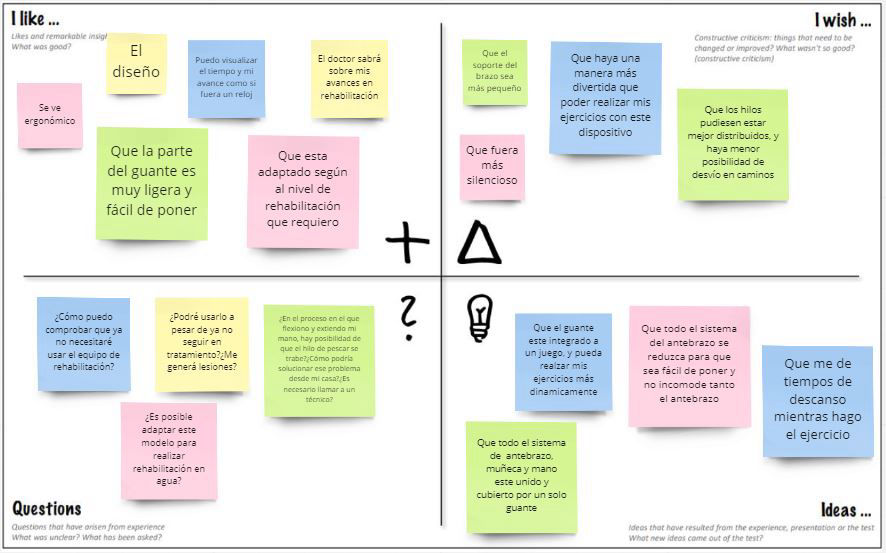 I like ...
Likes and remarkable insigh
What was good?
El
diseño
Puedo visualizar
el tiempo y mi
avance como si
fuera un reloj
El doctor sabrá
sobre mis
avances en
rehabilitación
Se ve
ergonómico
Que la parte
del guante es
muy ligera y
fácil de poner
Que esta
adaptado según
al nivel de
rehabilitación
que requiero
I wish ...
Constructive criticism: things that need to be
changed or improved? What wasn't so good?
(constructive criticism)
Que el
soporte del
brazo sea
más pequeño
Que haya una
manera más
divertida que
poder realizar mis
ejercicios con este
dispositivo
Que los hilos
pudiesen estar
mejor distribuidos, y
haya menor
posibilidad de
desvío en caminos
Que fuera
más
silencioso
¿Cómo puedo
comprobar que ya
no necesitaré
usar el equipo de
rehabilitación?
¿Podré usarlo a
pesar de ya no
seguir en
tratamiento?¿Me
generá lesiones?
¿En el proceso en el que
flexiono y extiendo mi
mano, hay posibilidad de
que el hilo de pescar se
trabe?¿Cómo podría
solucionar ese problema
desde mi casa?¿Es
necesario llamar a un
técnico?
¿Es posible
adaptar este
modelo para
realizar
rehabilitación en
agua?
Questions
Questions that have arisen from experience
What was unclear? What has been asked?
Que el guante
este integrado a
un juego, y pueda
realzar mis
ejercicios más
dinamicamente
Que todo el sistema
del antebrazo se
reduzca para que
sea fácil de poner y
no incomode tanto
el antebrazo
Que me de
tiempos de
descanso
mientras hago
el ejercicio
Que todo el sistema
de antebrazo,
muñeca y mano
este unido y
cubierto por un solo
guante
Ideas ...
Ideas that have resulted from the experience, presentation or the test
What new ideas came out of the test?